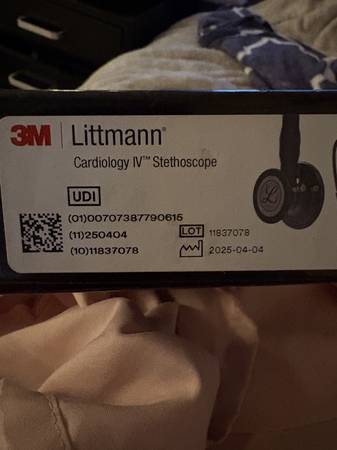 3M | Littmann®
Cardiology IV™ Stethoscope
UDI
(01)00707387790615
(11)250404
(10)11837078
LOT 11837078
2025-04-04
L